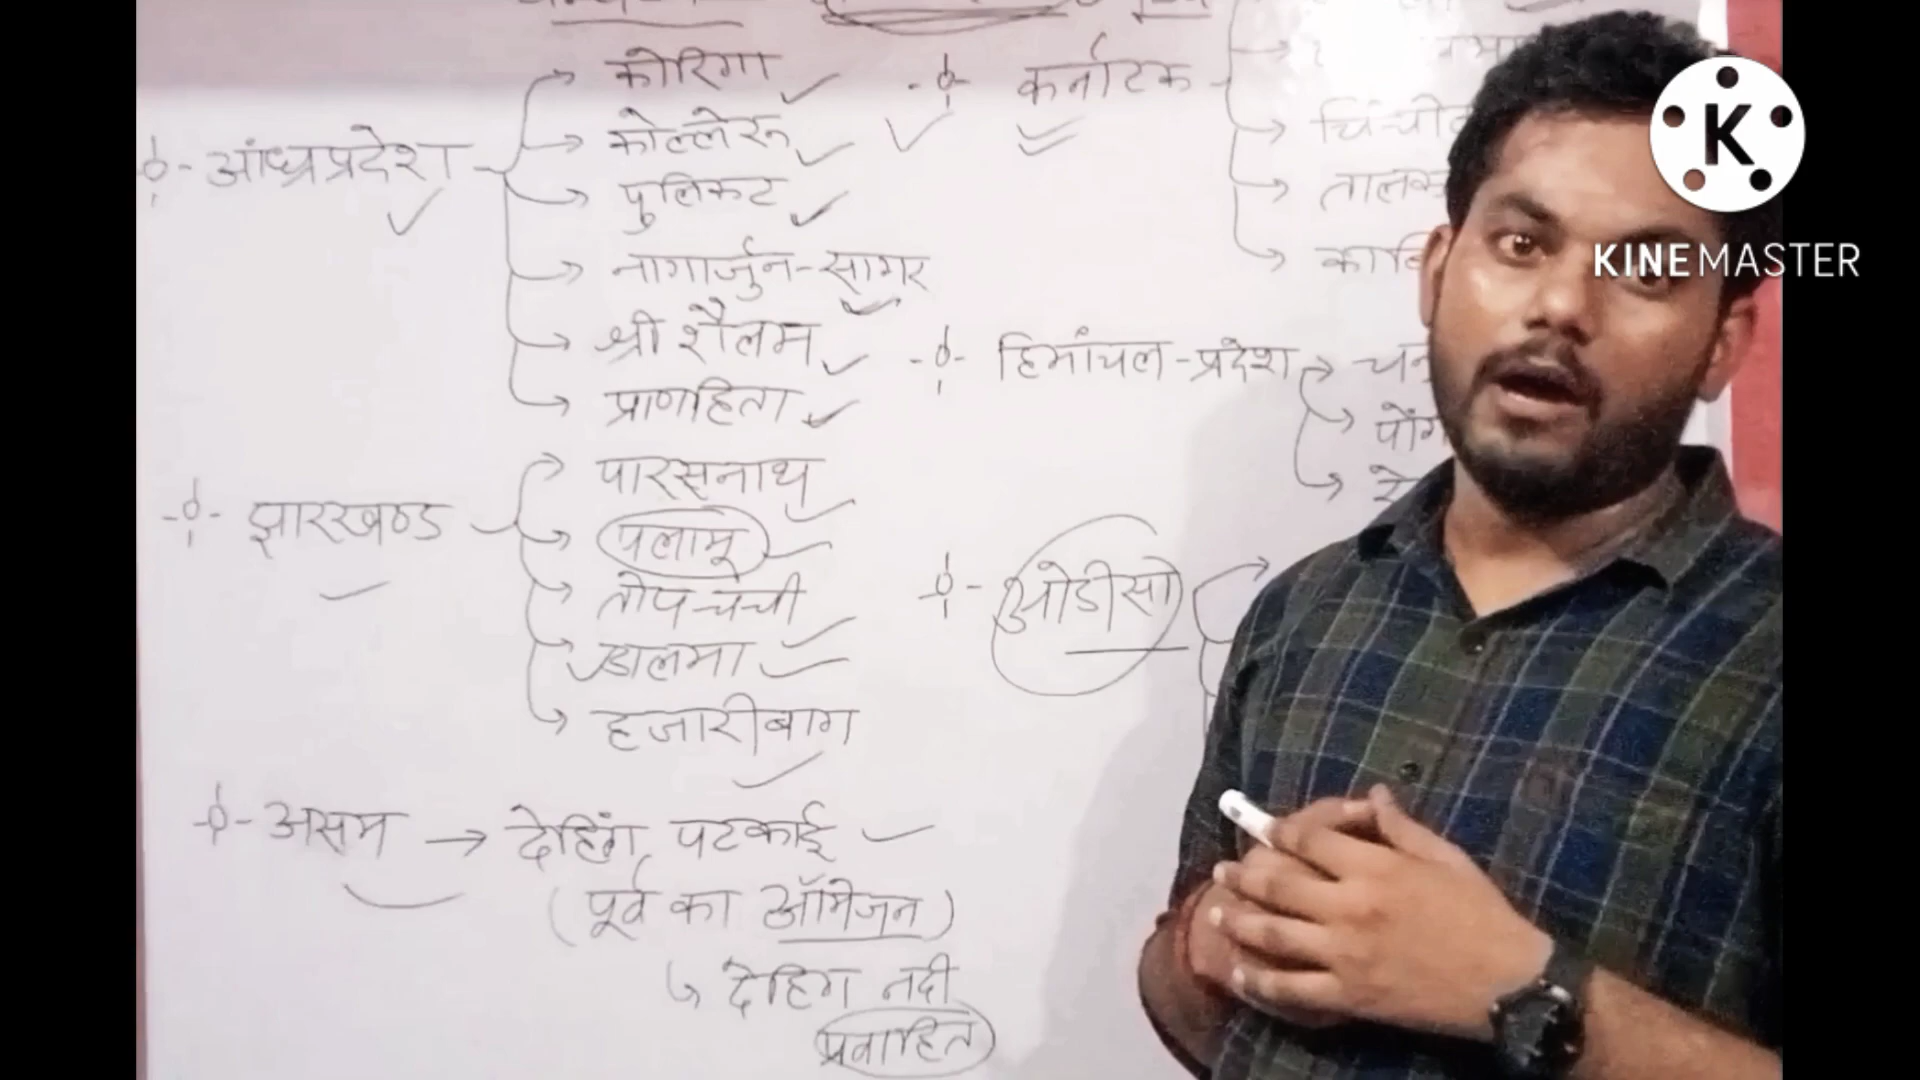 कोरिंगा
कोल्लेरू
आंध्रप्रदेश
पुलिकट
नागार्जुन-सागर
श्री शैलम
प्राणहिता
पारसनाथ
झारखण्ड
पलामू
तोपचांची
डालमा
हजारीबाग
असम → देहिंग पटकाई
(पूर्व का ऑमेजन)
देहिंग नदी
प्रवाहित
कर्नाटक
हिमांचल-प्रदेश
ओडीसा
K
KINEMASTER